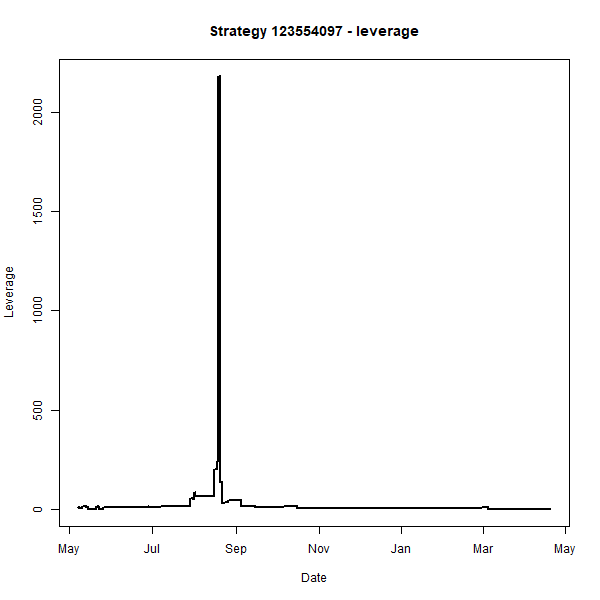 Strategy 123554097 - leverage
Leverage
2000
1500
1000
500
0
May Jul Sep Nov Jan Mar May
Date